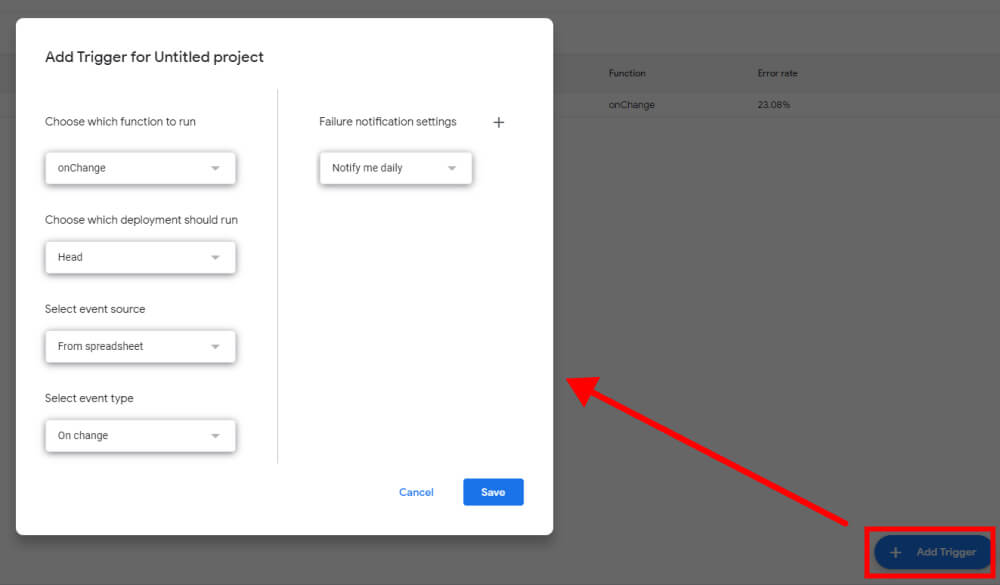 Add Trigger for Untitled project
Choose which function to run
onChange
Choose which deployment should run
Head
Select event source
From spreadsheet
Select event type
On change
Failure notification settings
Notify me daily
Cancel
Save
Function
Error rate
onChange
23.08%
Add Trigger